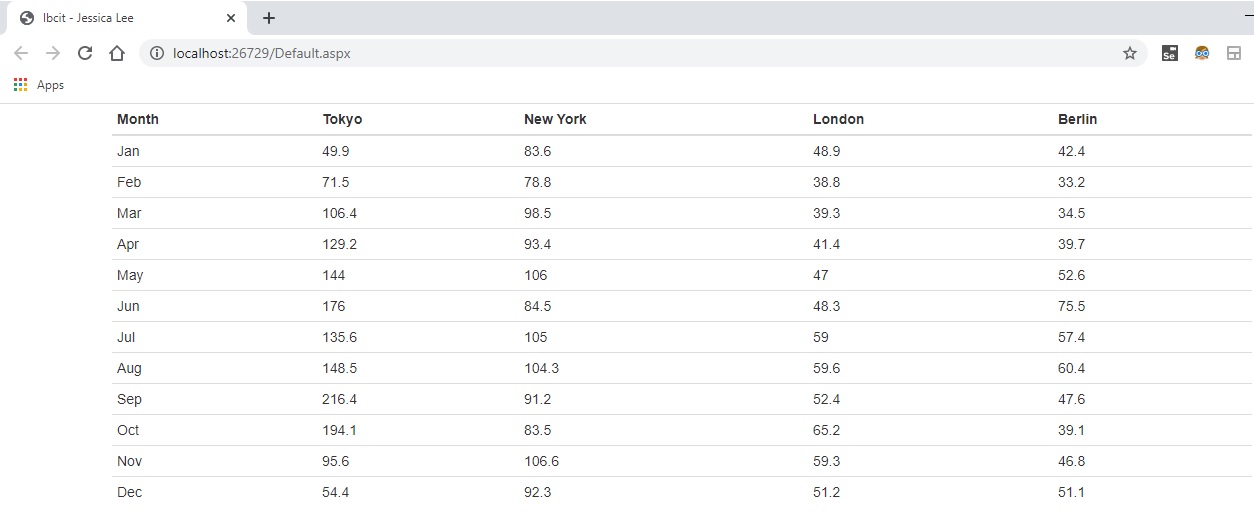 lbcit - Jessica Lee
localhost:26729/Default.aspx
Se
Apps
Month Tokyo New York London Berlin
Jan 49.9 83.6 48.9 42.4
Feb 71.5 78.8 38.8 33.2
Mar 106.4 98.5 39.3 34.5
Apr 129.2 93.4 41.4 39.7
May 144 106 47 52.6
Jun 176 84.5 48.3 75.5
Jul 135.6 105 59 57.4
Aug 148.5 104.3 59.6 60.4
Sep 216.4 91.2 52.4 47.6
Oct 194.1 83.5 65.2 39.1
Nov 95.6 106.6 59.3 46.8
Dec 54.4 92.3 51.2 51.1